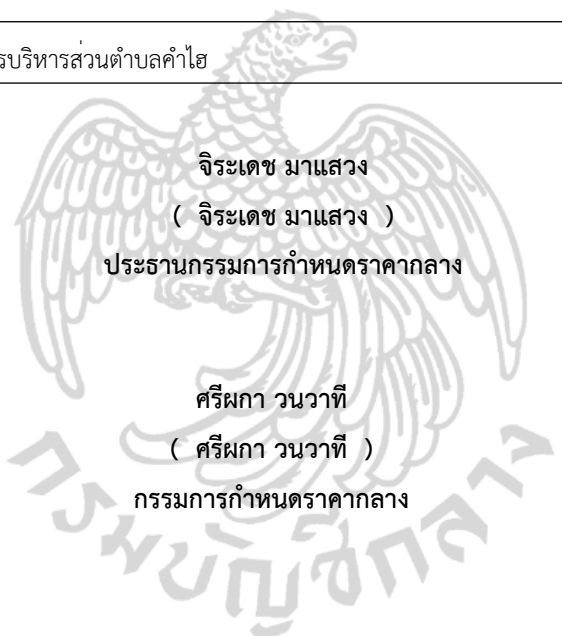 รบริหารส่วนตำบลคำไฮ
จิระเดช มาแสวง
( จิระเดช มาแสวง )
ประธานกรรมการกำหนดราคากลาง
ศรีผกา วนวาที
( ศรีผกา วนวาที )
กรรมการกำหนดราคากลาง
กรมบัญชีกลาง